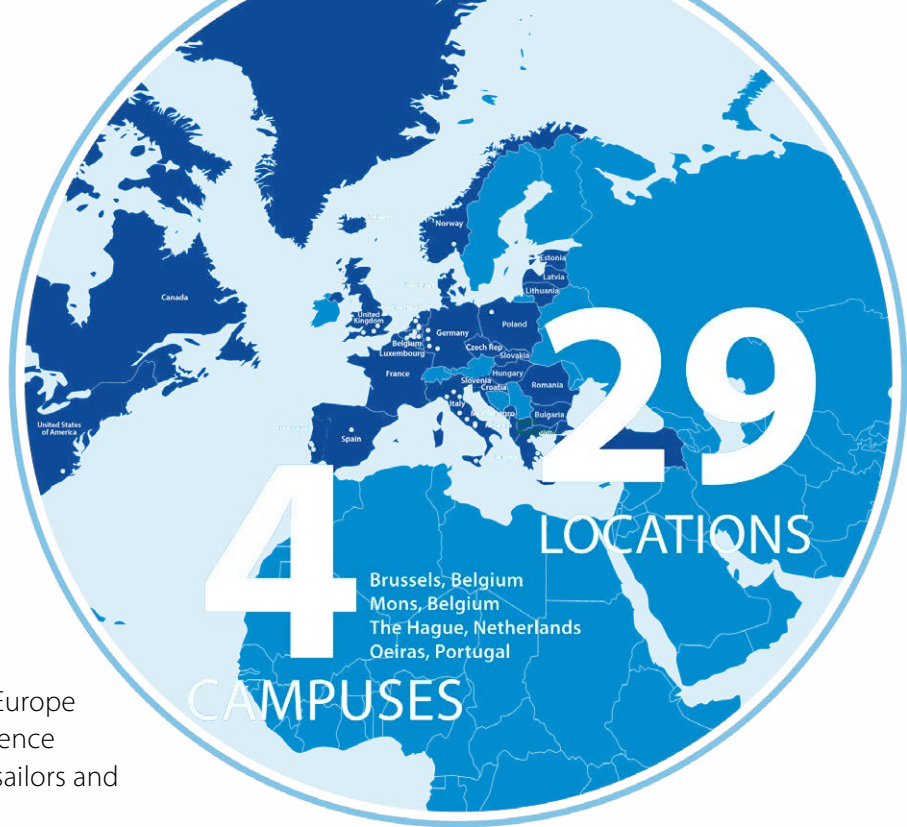 Norway
Estonia
Latvia
Lithuania
Canada
United
Kingdom
Poland
Germany
Belgium
Luxembourg
Czech Rep
Slovakia
France
Hungary
Slovenia
Croatia
Romania
Italy
Bulgaria
United States
of America
Spain
29
LOCATIONS
4
Brussels, Belgium
Mons, Belgium
The Hague, Netherlands
Oeiras, Portugal
CAMPUSES
Europe
ence
sailors and